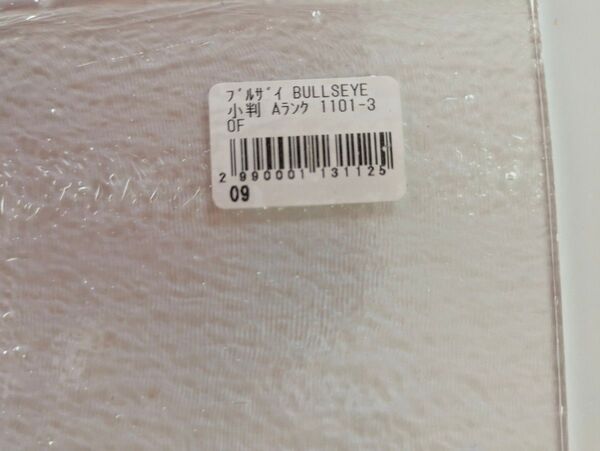 ﾌﾞﾙｻﾞｲ BULLSEYE
小判 Aﾗﾝｸ 1101-3
0F
2 990001 131125
09